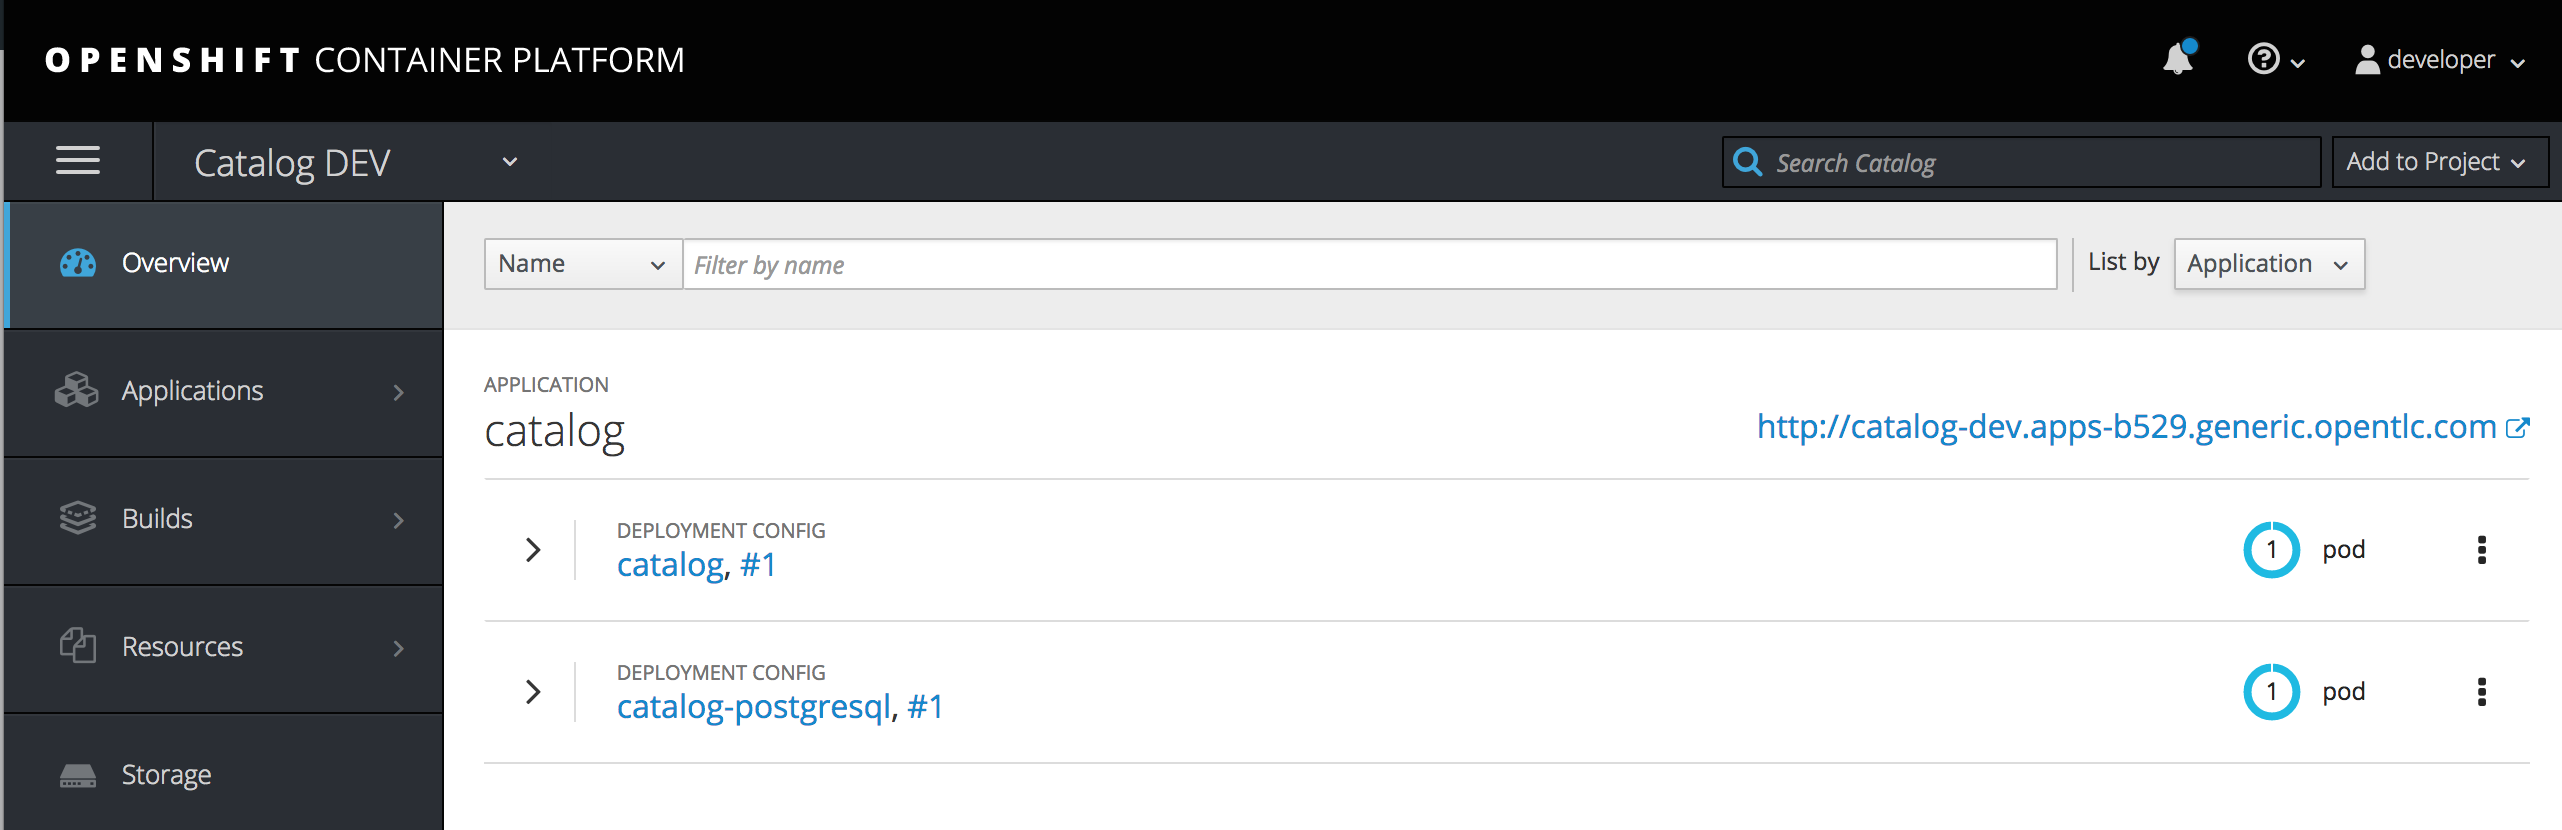 OPENSHIFT CONTAINER PLATFORM
developer
Catalog DEV
Search Catalog
Add to Project
Overview
Applications
Builds
Resources
Storage
Name
Filter by name
List by
Application
APPLICATION
catalog
http://catalog-dev.apps-b529.generic.opentlc.com
DEPLOYMENT CONFIG
catalog, #1
1 pod
DEPLOYMENT CONFIG
catalog-postgresql, #1
1 pod